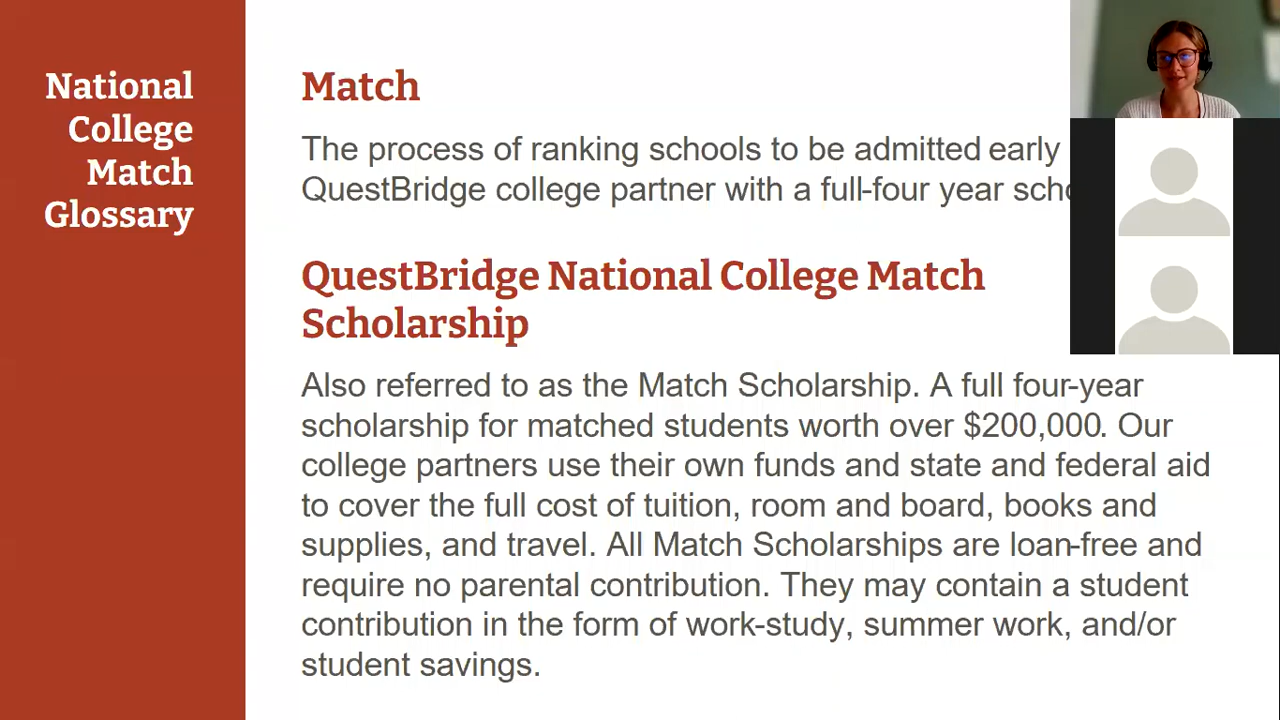 National
College
Match
Glossary
Match
The process of ranking schools to be admitted early
QuestBridge college partner with a full-four year
QuestBridge National College Match
Scholarship
Also referred to as the Match Scholarship. A full four-year
scholarship for matched students worth over $200,000. Our
college partners use their own funds and state and federal aid
to cover the full cost of tuition, room and board, books and
supplies, and travel. All Match Scholarships are loan-free and
require no parental contribution. They may contain a student
contribution in the form of work-study, summer work, and/or
student savings.